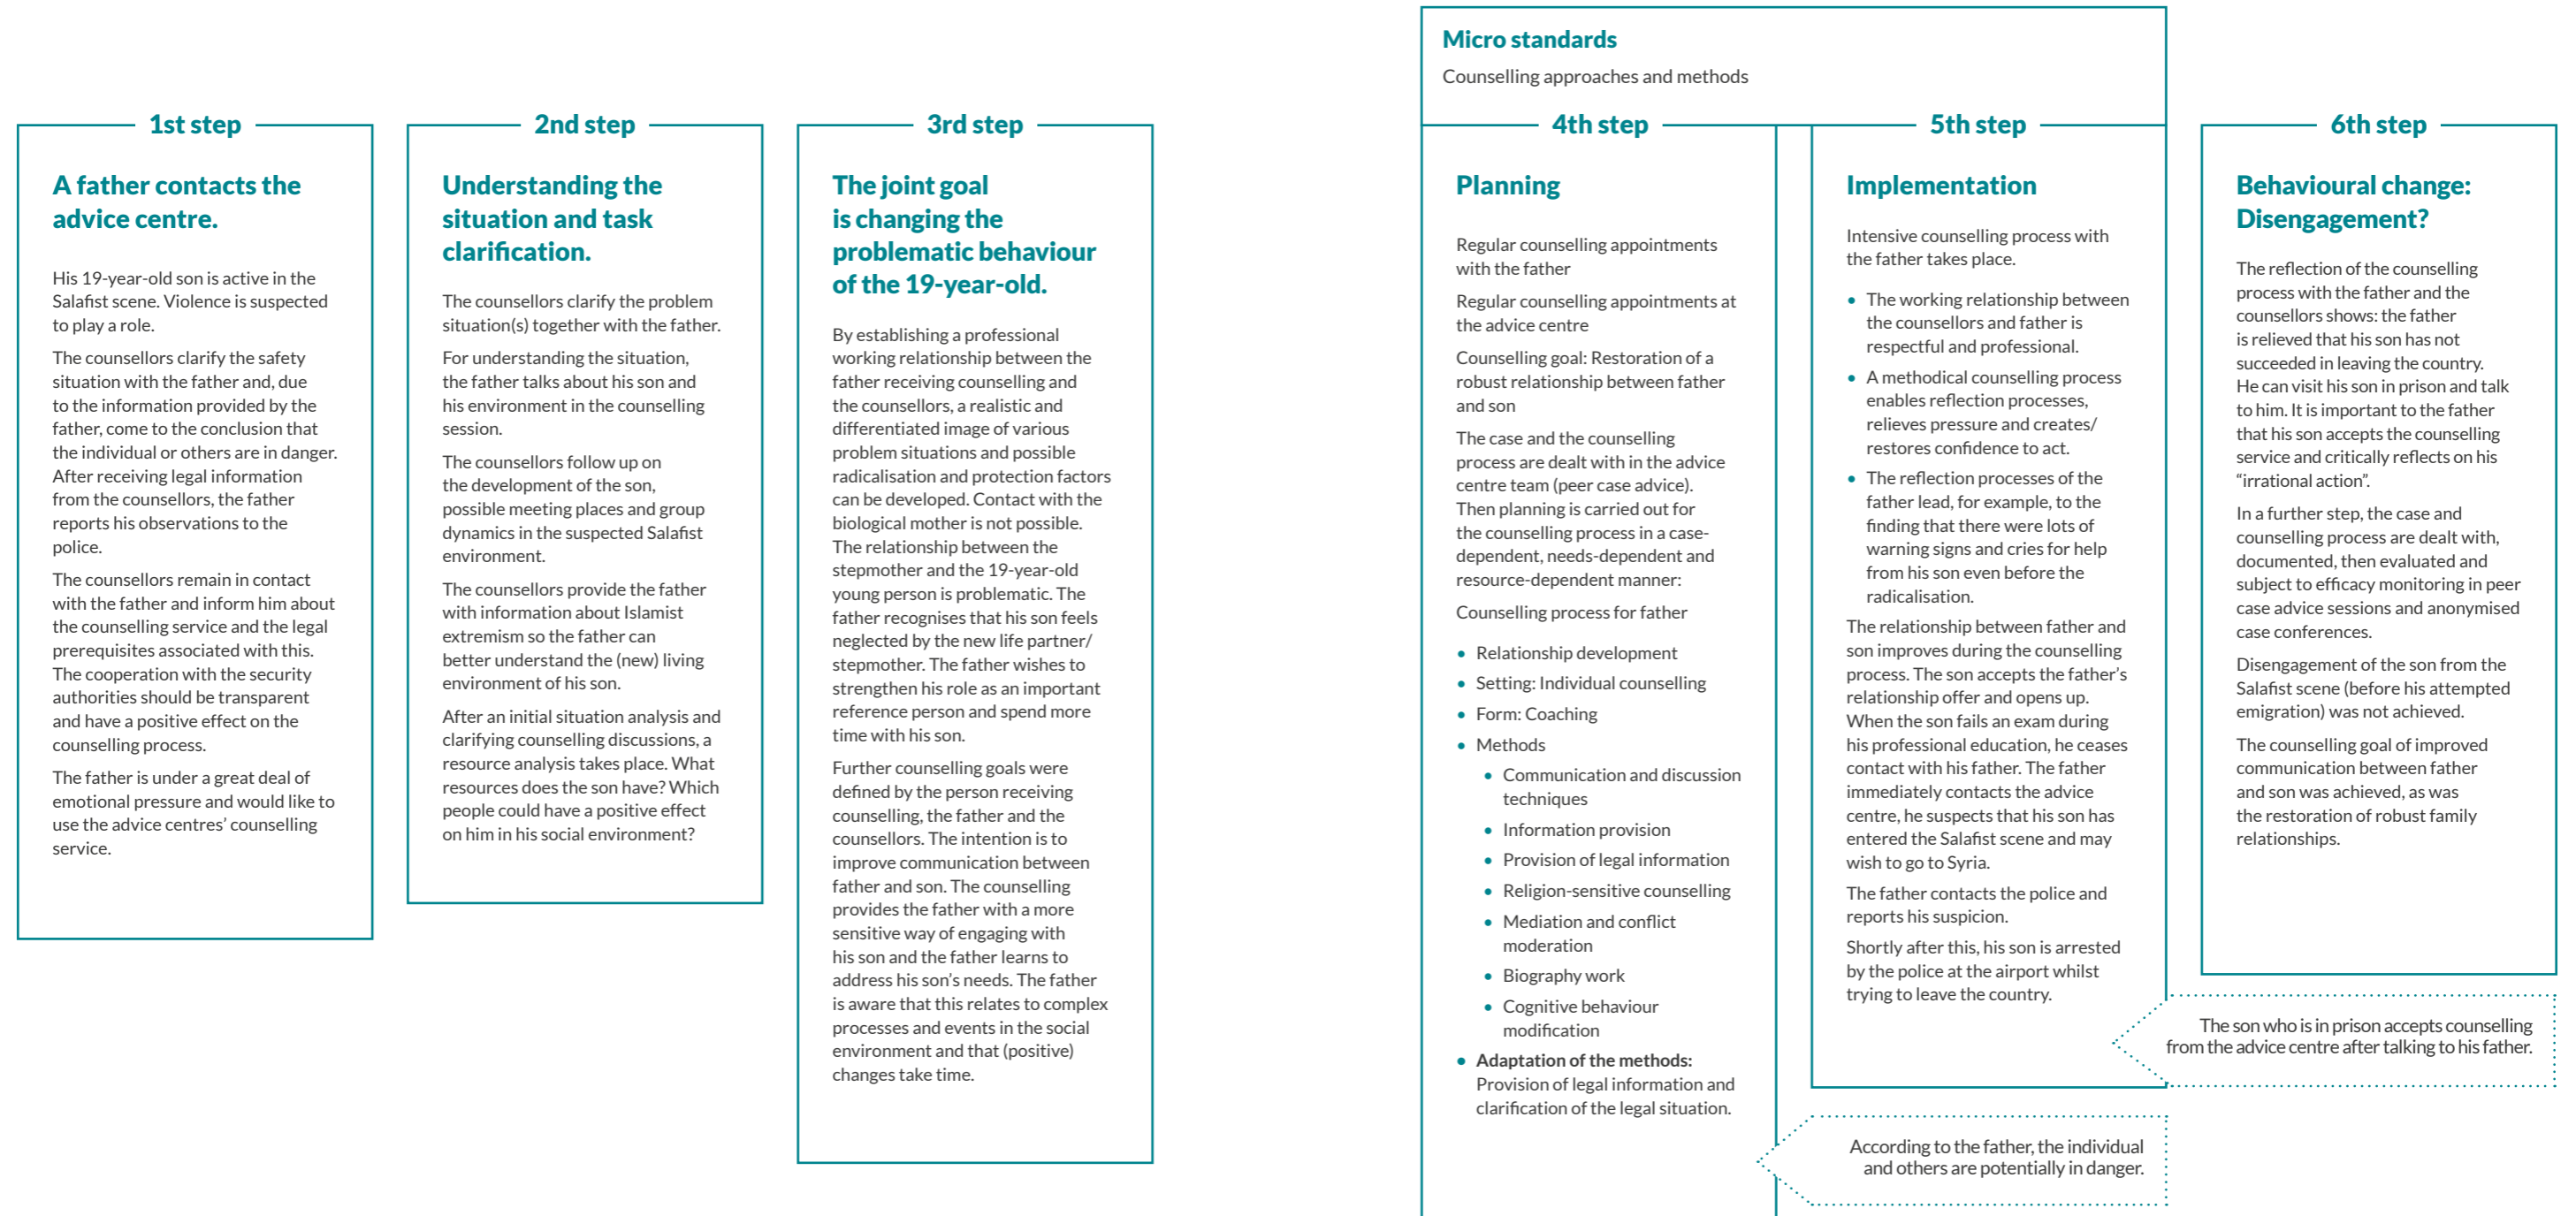 1st step
A father contacts the
advice centre.
His 19-year-old son is active in the
Salafist scene. Violence is suspected
to play a role.
The counsellors clarify the safety
situation with the father and, due
to the information provided by the
father, come to the conclusion that
the individual or others are in danger.
After receiving legal information
from the counsellors, the father
reports his observations to the
police.
The counsellors remain in contact
with the father and inform him about
the counselling service and the legal
prerequisites associated with this.
The cooperation with the security
authorities should be transparent
and have a positive effect on the
counselling process.
The father is under a great deal of
emotional pressure and would like to
use the advice centres’ counselling
service.
2nd step
Understanding the
situation and task
clarification.
The counsellors clarify the problem
situation(s) together with the father.
For understanding the situation,
the father talks about his son and
his environment in the counselling
session.
The counsellors follow up on
the development of the son,
possible meeting places and group
dynamics in the suspected Salafist
environment.
The counsellors provide the father
with information about Islamist
extremism so the father can
better understand the (new) living
environment of his son.
After an initial situation analysis and
clarifying counselling discussions, a
resource analysis takes place. What
resources does the son have? Which
people could have a positive effect
on him in his social environment?
3rd step
The joint goal
is changing the
problematic behaviour
of the 19-year-old.
By establishing a professional
working relationship between the
father receiving counselling and
the counsellors, a realistic and
differentiated image of various
problem situations and possible
radicalisation and protection factors
can be developed. Contact with the
biological mother is not possible.
The relationship between the
stepmother and the 19-year-old
young person is problematic. The
father recognises that his son feels
neglected by the new life partner/
stepmother. The father wishes to
strengthen his role as an important
reference person and spend more
time with his son.
Further counselling goals were
defined by the person receiving
counselling, the father and the
counsellors. The intention is to
improve communication between
father and son. The counselling
provides the father with a more
sensitive way of engaging with
his son and the father learns to
address his son’s needs. The father
is aware that this relates to complex
processes and events in the social
environment and that (positive)
changes take time.
Micro standards
Counselling approaches and methods
4th step
Planning
Regular counselling appointments
with the father
Regular counselling appointments at
the advice centre
Counselling goal: Restoration of a
robust relationship between father
and son
The case and the counselling
process are dealt with in the advice
centre team (peer case advice).
Then planning is carried out for
the counselling process in a case-
dependent, needs-dependent and
resource-dependent manner:
Counselling process for father
• Relationship development
• Setting: Individual counselling
• Form: Coaching
• Methods
• Communication and discussion
techniques
• Information provision
• Provision of legal information
• Religion-sensitive counselling
• Mediation and conflict
moderation
• Biography work
• Cognitive behaviour
modification
• Adaptation of the methods:
Provision of legal information and
clarification of the legal situation.
According to the father, the individual
and others are potentially in danger.
5th step
Implementation
Intensive counselling process with
the father takes place.
• The working relationship between
the counsellors and father is
respectful and professional.
• A methodical counselling process
enables reflection processes,
relieves pressure and creates/
restores confidence to act.
• The reflection processes of the
father lead, for example, to the
finding that there were lots of
warning signs and cries for help
from his son even before the
radicalisation.
The relationship between father and
son improves during the counselling
process. The son accepts the father’s
relationship offer and opens up.
When the son fails an exam during
his professional education, he ceases
contact with his father. The father
immediately contacts the advice
centre, he suspects that his son has
entered the Salafist scene and may
wish to go to Syria.
The father contacts the police and
reports his suspicion.
Shortly after this, his son is arrested
by the police at the airport whilst
trying to leave the country.
The son who is in prison accepts counselling
from the advice centre after talking to his father.
6th step
Behavioural change:
Disengagement?
The reflection of the counselling
process with the father and the
counsellors shows: the father
is relieved that his son has not
succeeded in leaving the country.
He can visit his son in prison and talk
to him. It is important to the father
that his son accepts the counselling
service and critically reflects on his
“irrational action”.
In a further step, the case and
counselling process are dealt with,
documented, then evaluated and
subject to efficacy monitoring in peer
case advice sessions and anonymised
case conferences.
Disengagement of the son from the
Salafist scene (before his attempted
emigration) was not achieved.
The counselling goal of improved
communication between father
and son was achieved, as was
the restoration of robust family
relationships.